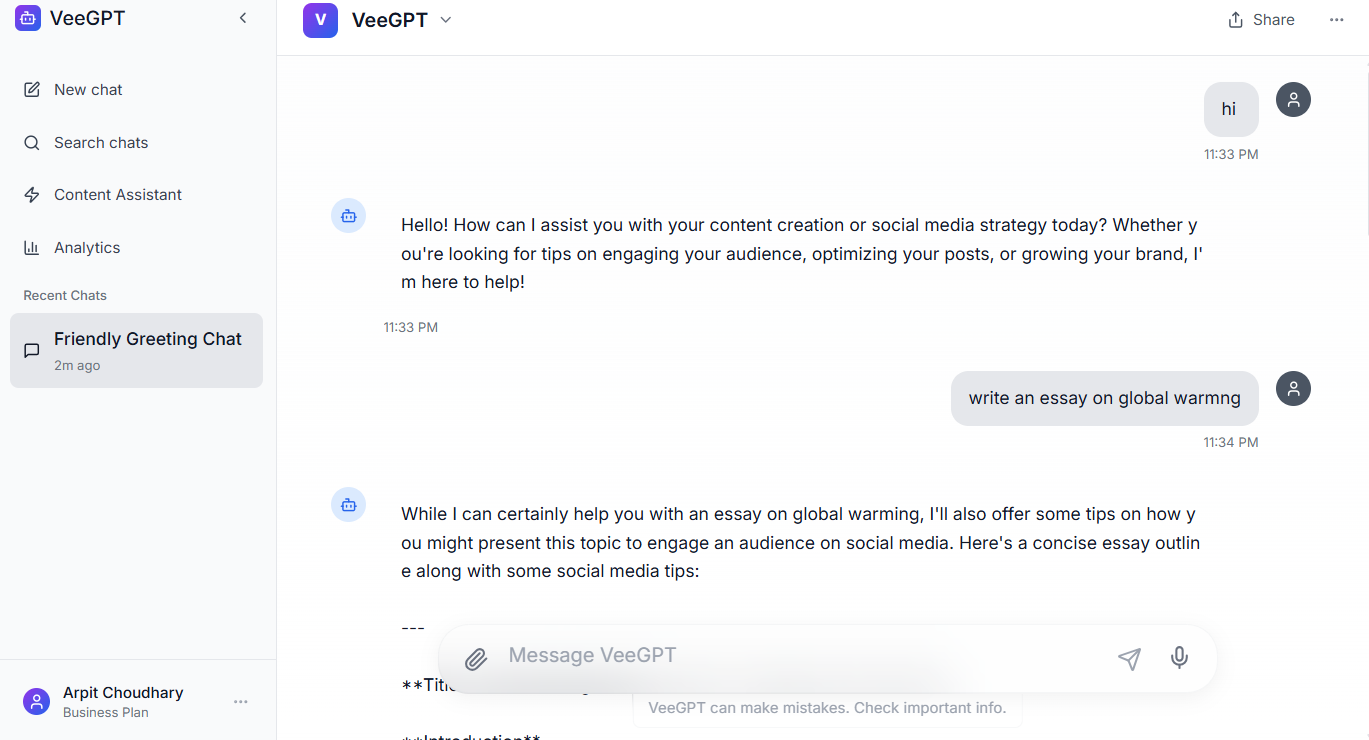 VeeGPT
New chat
Search chats
Content Assistant
Analytics
Recent Chats
Friendly Greeting Chat
2m ago
Arpit Choudhary
Business Plan
V
VeeGPT
Share
hi
11:33 PM
Hello! How can I assist you with your content creation or social media strategy today? Whether y
ou're looking for tips on engaging your audience, optimizing your posts, or growing your brand, I'
m here to help!
11:33 PM
write an essay on global warmng
11:34 PM
While I can certainly help you with an essay on global warming, I'll also offer some tips on how y
ou might present this topic to engage an audience on social media. Here's a concise essay outlin
e along with some social media tips:
---
Message VeeGPT
VeeGPT can make mistakes. Check important info.
**Introduction**